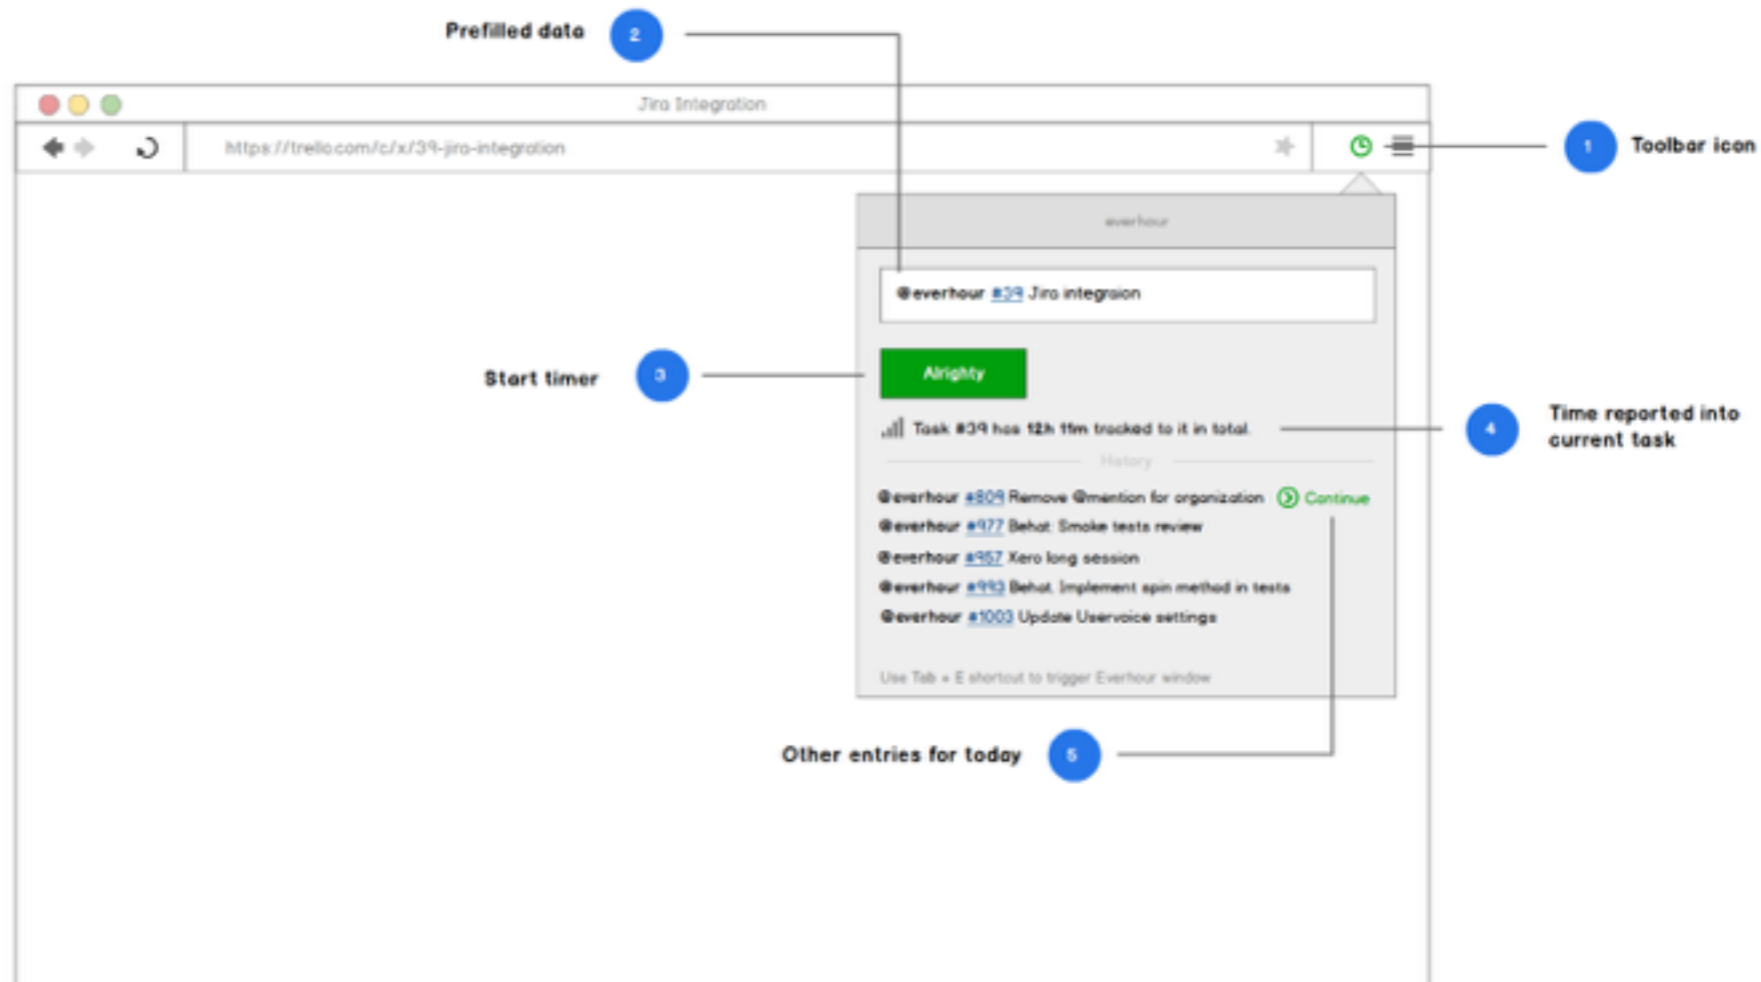 Prefilled data 2
Jira Integration
https://trello.com/c/x/39-jira-integration
1 Toolbar icon
everhour
@everhour #39 Jira integraion
Start timer 3
Alrighty
Task #39 has 12h 11m tracked to it in total.
4 Time reported into
current task
History
@everhour #809 Remove @mention for organization Continue
@everhour #977 Behat: Smoke tests review
@everhour #957 Xero long session
@everhour #993 Behat. Implement spin method in tests
@everhour #1003 Update Uservoice settings
Use Tab + E shortcut to trigger Everhour window
Other entries for today 5